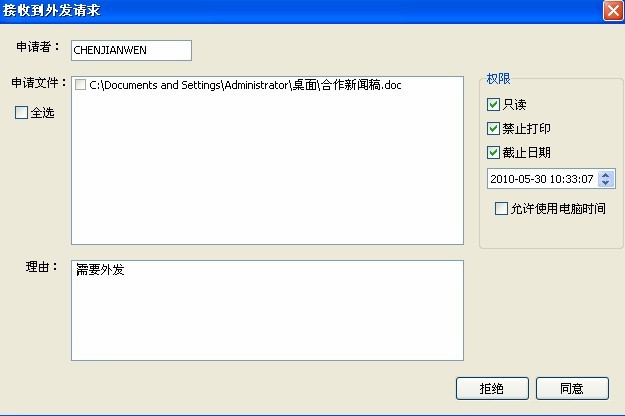 接收到外发请求
申请者： CHENJIANWEN
申请文件： C:\Documents and Settings\Administrator\桌面\合作新闻稿.doc
全选
权限
只读
禁止打印
截止日期
2010-05-30 10:33:07
允许使用电脑时间
理由： 需要外发
拒绝 同意